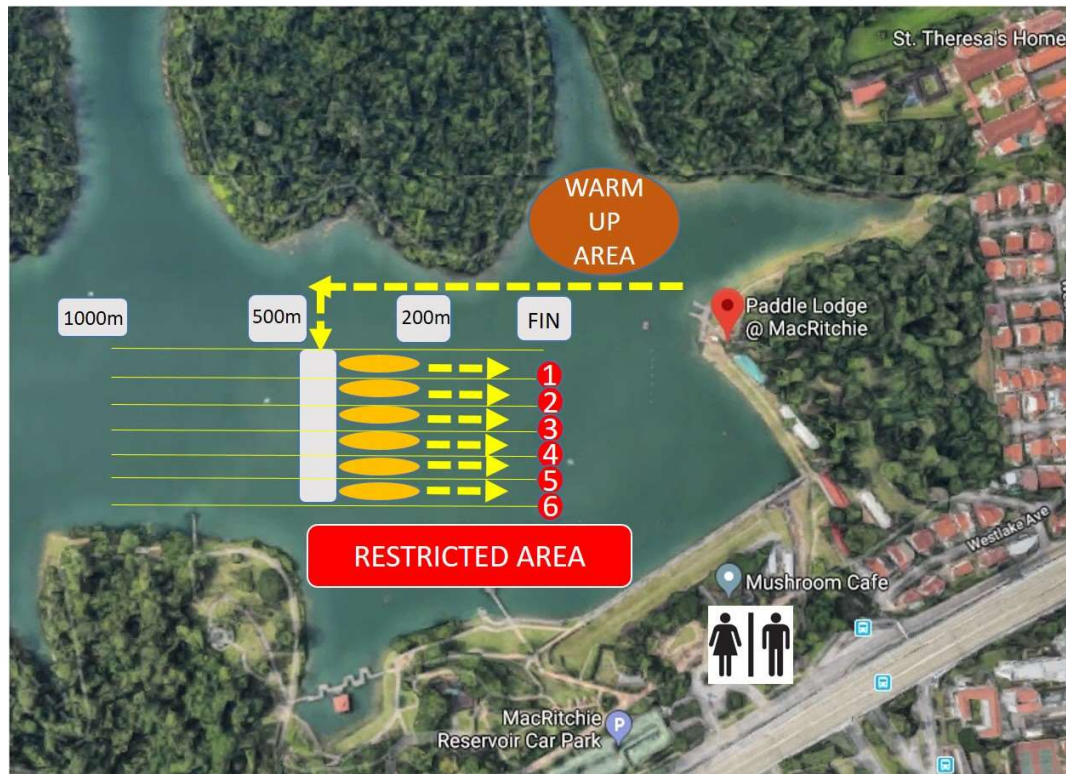 St. Theresa's Home
WARM
UP
AREA
1000m
500m
200m
FIN
Paddle Lodge
@ MacRitchie
1
2
3
4
5
6
RESTRICTED AREA
Westlake Ave
Mushroom Cafe
MacRitchie
Reservoir Car Park
P